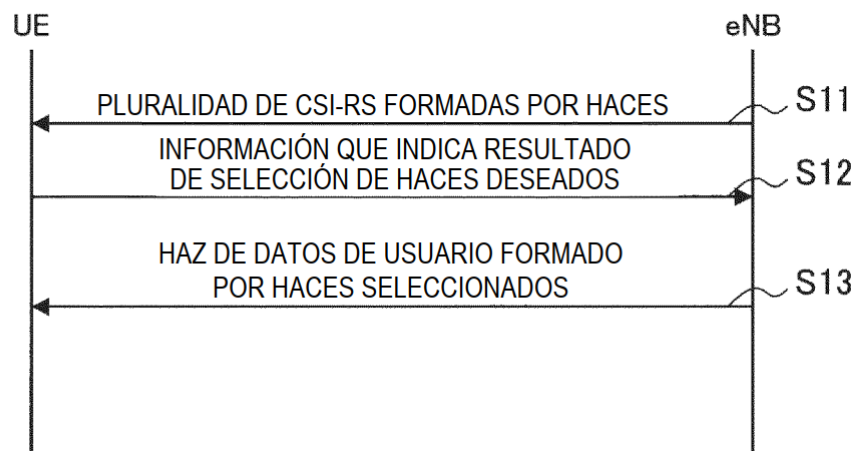 UE
eNB
PLURALIDAD DE CSI-RS FORMADAS POR HACES
S11
INFORMACIÓN QUE INDICA RESULTADO
DE SELECCIÓN DE HACES DESEADOS
S12
HAZ DE DATOS DE USUARIO FORMADO
POR HACES SELECCIONADOS
S13